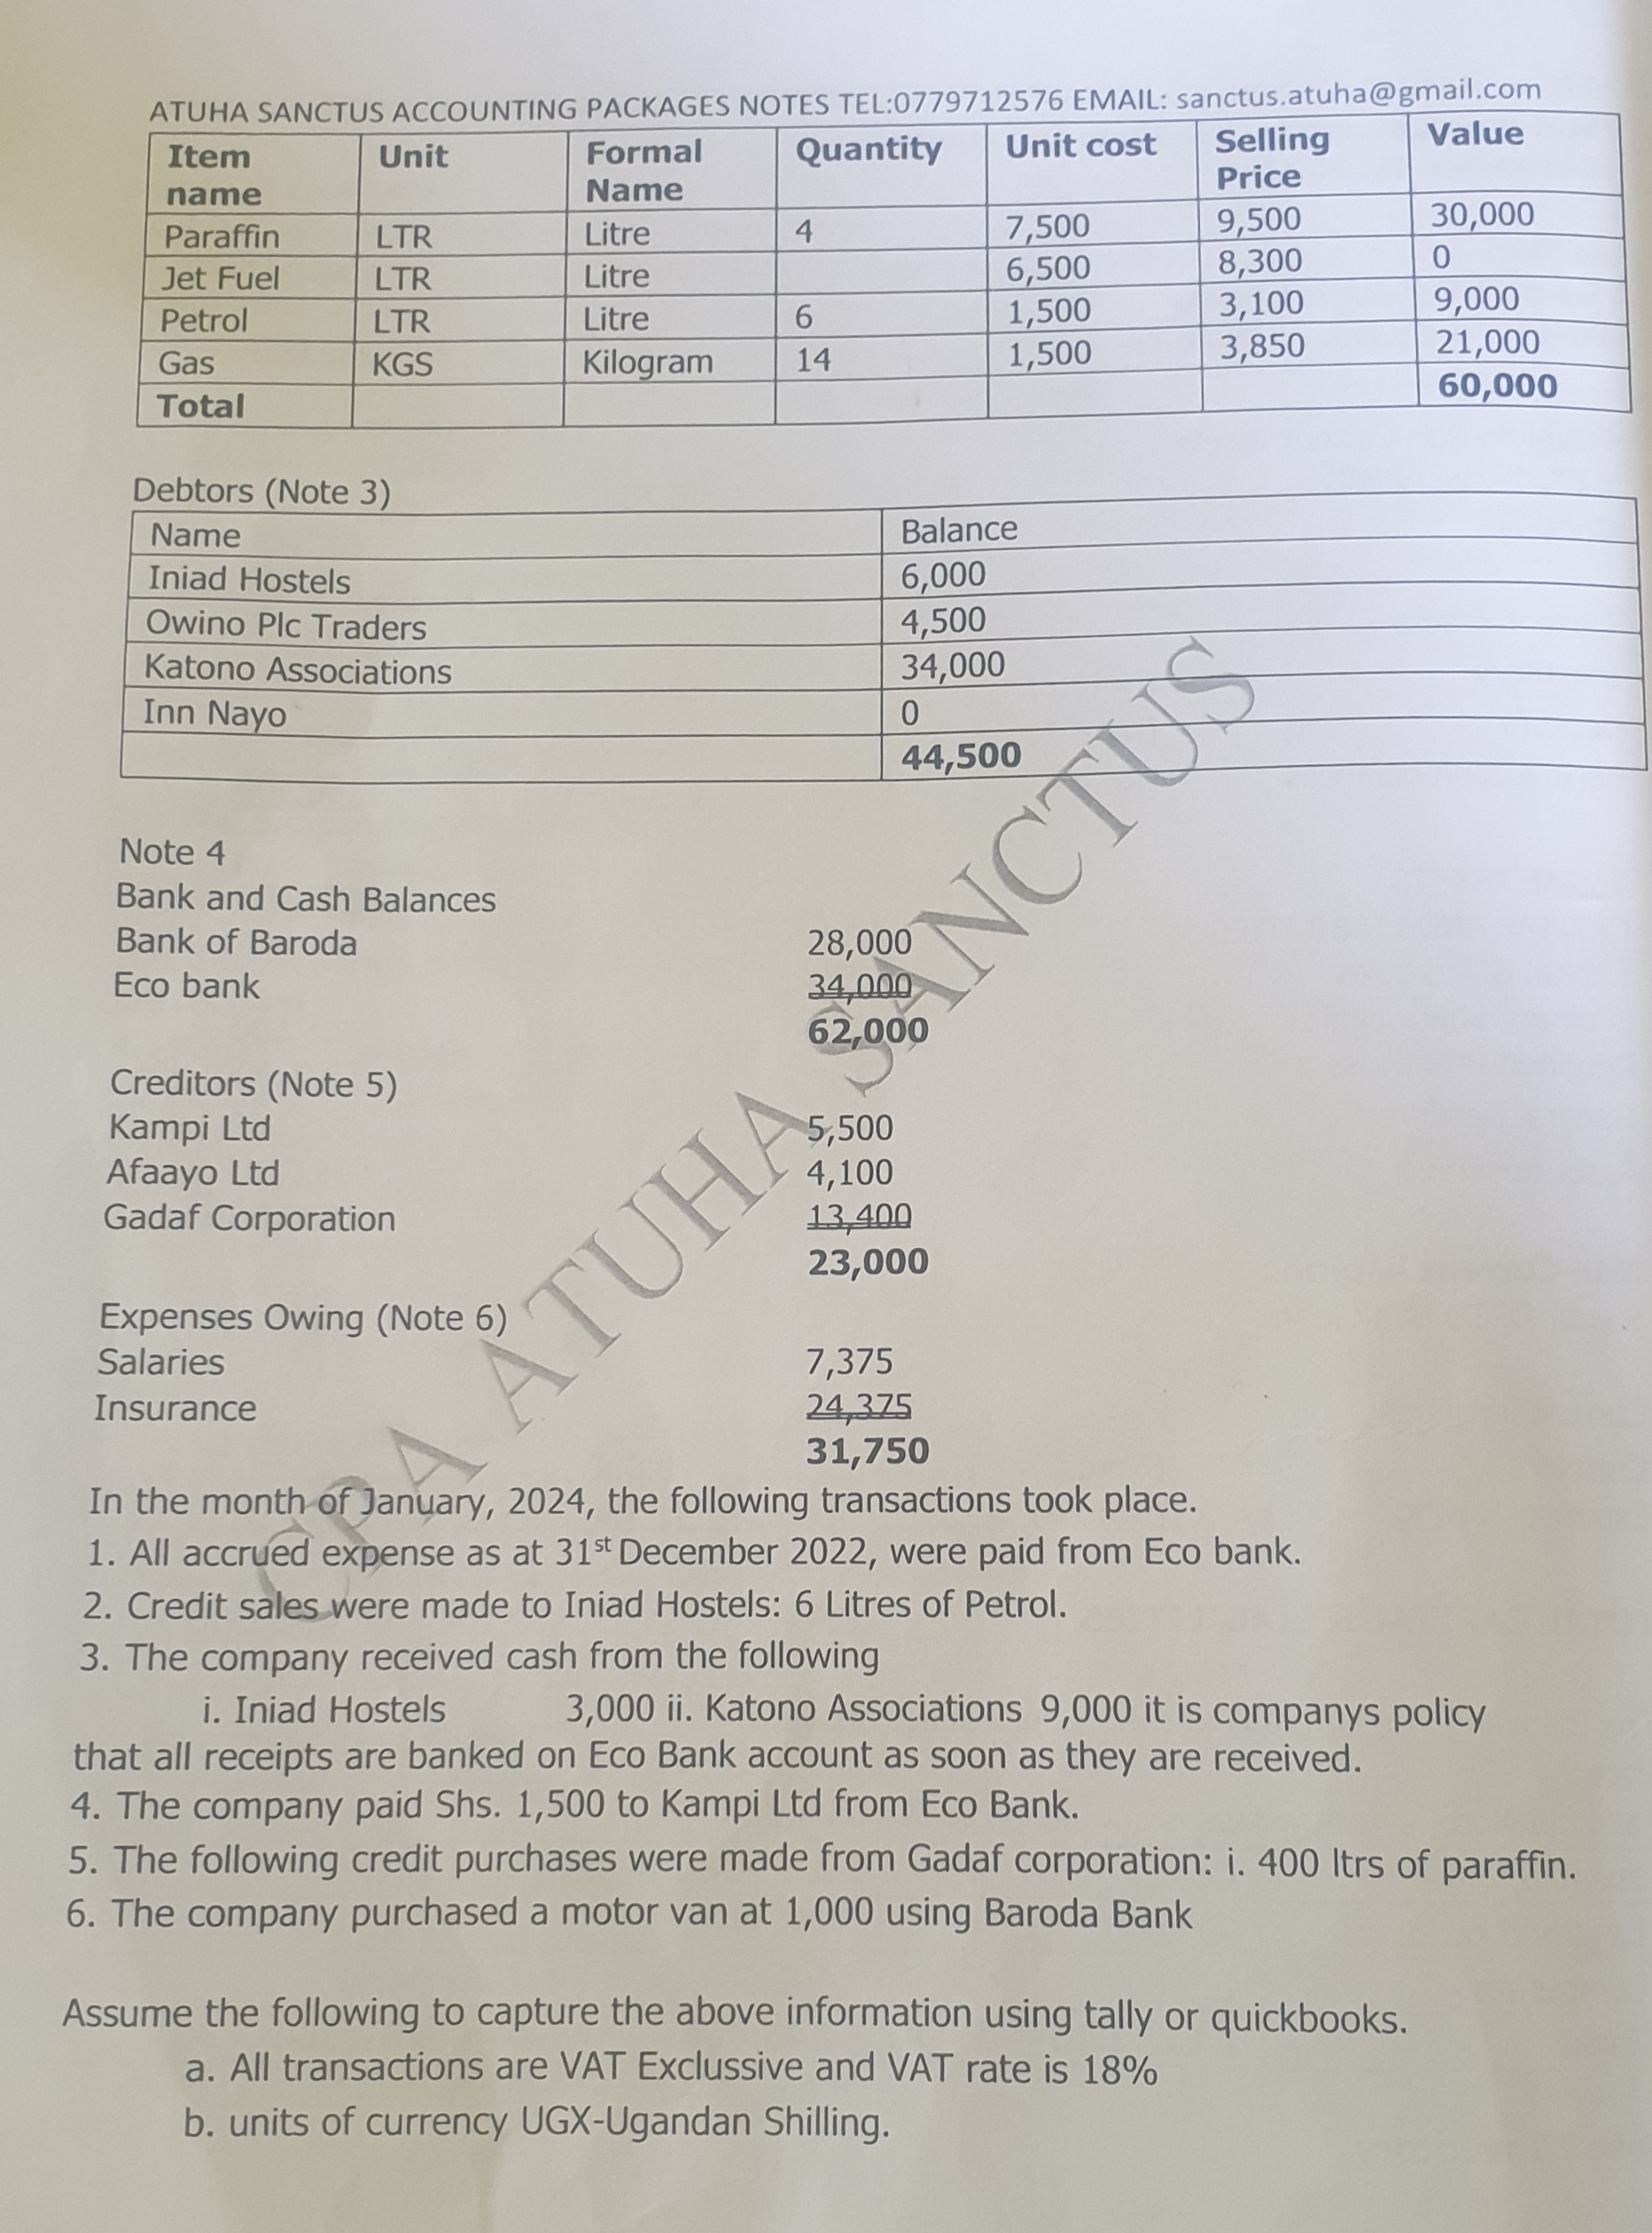 ATUHA SANCTUS ACCOUNTING PACKAGES NOTES TEL:0779712576 EMAIL: sanctus.atuha@gmail.com
Item name Unit Formal Name Quantity Unit cost Selling Price Value
Paraffin LTR Litre 4 7,500 9,500 30,000
Jet Fuel LTR Litre 6,500 8,300 0
Petrol LTR Litre 6 1,500 3,100 9,000
Gas KGS Kilogram 14 1,500 3,850 21,000
Total 60,000
Debtors (Note 3)
Name Balance
Iniad Hostels 6,000
Owino Plc Traders 4,500
Katono Associations 34,000
Inn Nayo 0
44,500
Note 4
Bank and Cash Balances
Bank of Baroda 28,000
Eco bank 34,000
62,000
Creditors (Note 5)
Kampi Ltd 5,500
Afaayo Ltd 4,100
Gadaf Corporation 13,400
23,000
Expenses Owing (Note 6)
Salaries 7,375
Insurance 24,375
31,750
In the month of January, 2024, the following transactions took place.
1. All accrued expense as at 31st December 2022, were paid from Eco bank.
2. Credit sales were made to Iniad Hostels: 6 Litres of Petrol.
3. The company received cash from the following
i. Iniad Hostels 3,000 ii. Katono Associations 9,000 it is companys policy
that all receipts are banked on Eco Bank account as soon as they are received.
4. The company paid Shs. 1,500 to Kampi Ltd from Eco Bank.
5. The following credit purchases were made from Gadaf corporation: i. 400 ltrs of paraffin.
6. The company purchased a motor van at 1,000 using Baroda Bank
Assume the following to capture the above information using tally or quickbooks.
a. All transactions are VAT Exclussive and VAT rate is 18%
b. units of currency UGX-Ugandan Shilling.
CPA ATUHA SANCTUS